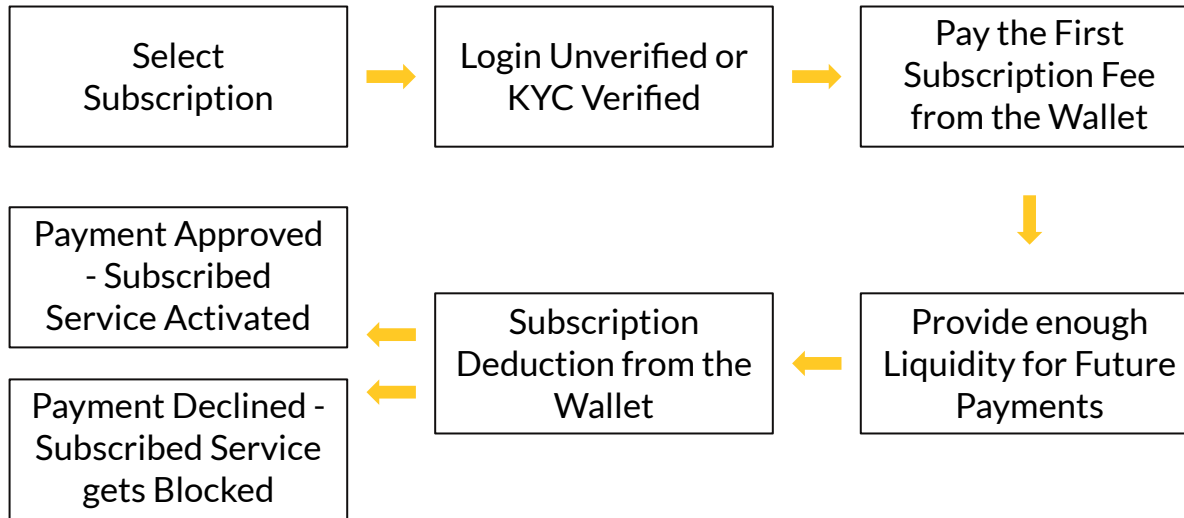 Select
Subscription
Login Unverified or
KYC Verified
Pay the First
Subscription Fee
from the Wallet
Provide enough
Liquidity for Future
Payments
Subscription
Deduction from the
Wallet
Payment Approved
- Subscribed
Service Activated
Payment Declined -
Subscribed Service
gets Blocked